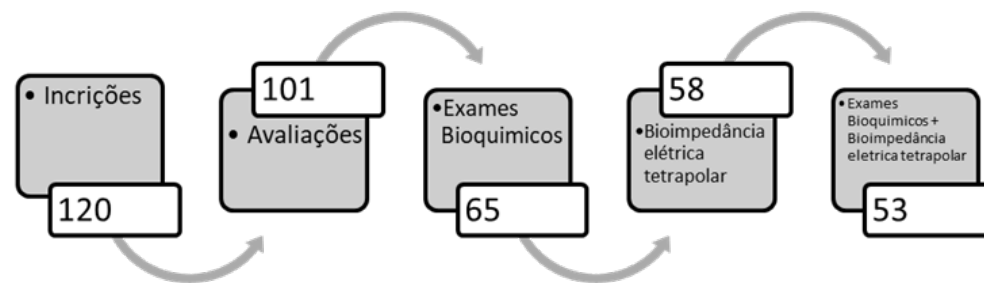 • Incrições
120
101
• Avaliações
•Exames
Bioquimicos
65
58
•Bioimpedância
elétrica
tetrapolar
• Exames
Bioquimicos +
Bioimpedância
eletrica tetrapolar
53